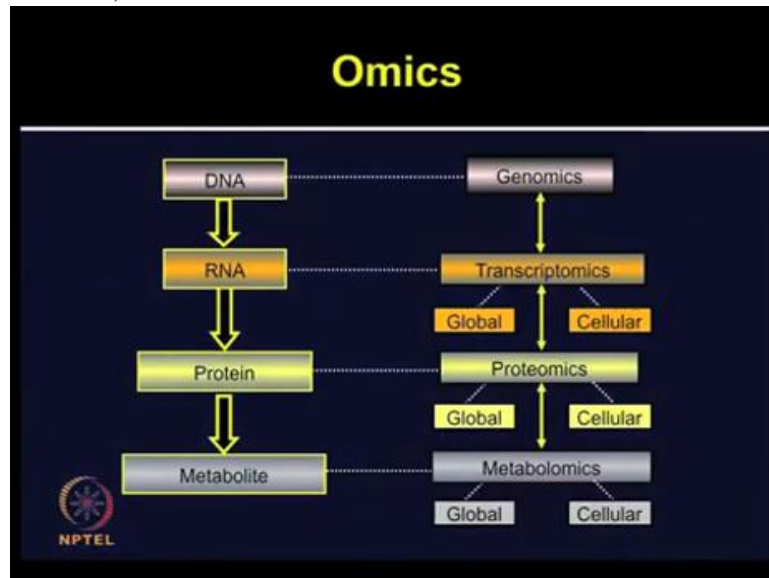 Omics
DNA Genomics
RNA Transcriptomics
Global Cellular
Protein Proteomics
Global Cellular
Metabolite Metabolomics
Global Cellular
NPTEL